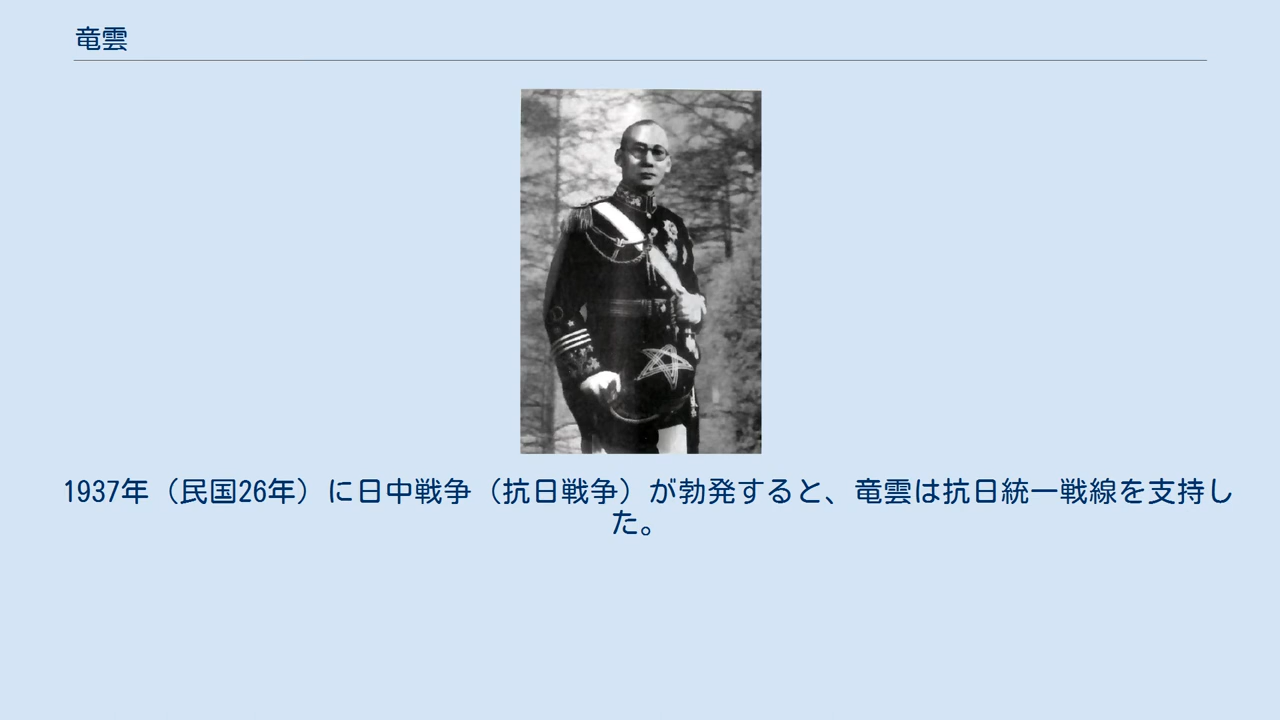 竜雲
1937年（民国26年）に日中戦争（抗日戦争）が勃発すると、竜雲は抗日統一戦線を支持し
た。